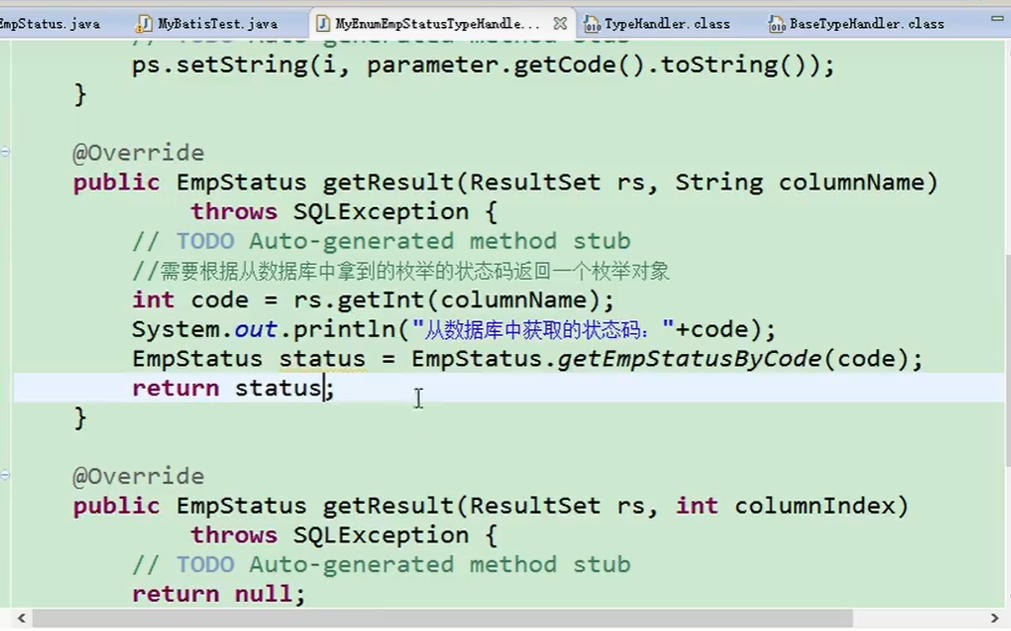 EmpStatus.java
MyBatisTest.java
MyEnumEmpStatusTypeHandle...
TypeHandler.class
BaseTypeHandler.class
// TODO Auto-generated method stub
ps.setString(i, parameter.getCode().toString());
}
@Override
public EmpStatus getResult(ResultSet rs, String columnName)
throws SQLException {
// TODO Auto-generated method stub
//需要根据从数据库中拿到的枚举的状态码返回一个枚举对象
int code = rs.getInt(columnName);
System.out.println("从数据库中获取的状态码："+code);
EmpStatus status = EmpStatus.getEmpStatusByCode(code);
return status;
}
@Override
public EmpStatus getResult(ResultSet rs, int columnIndex)
throws SQLException {
// TODO Auto-generated method stub
return null;